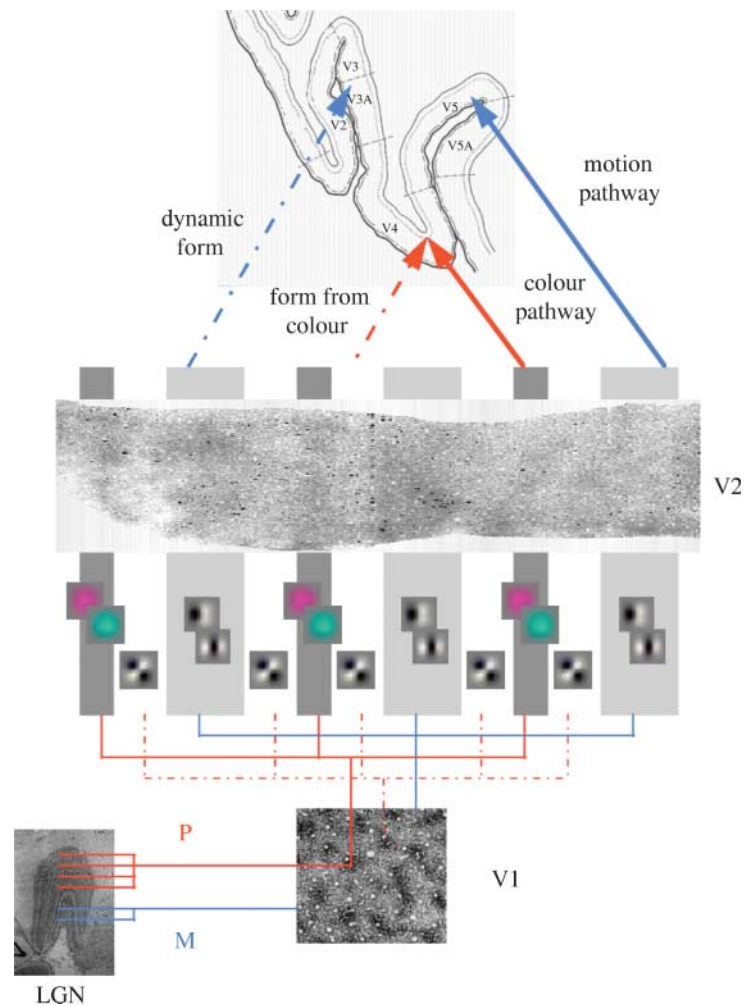 V3
V3A
V2
V5
V5A
V4
motion
pathway
dynamic
form
form from
colour
colour
pathway
V2
P
V1
M
LGN